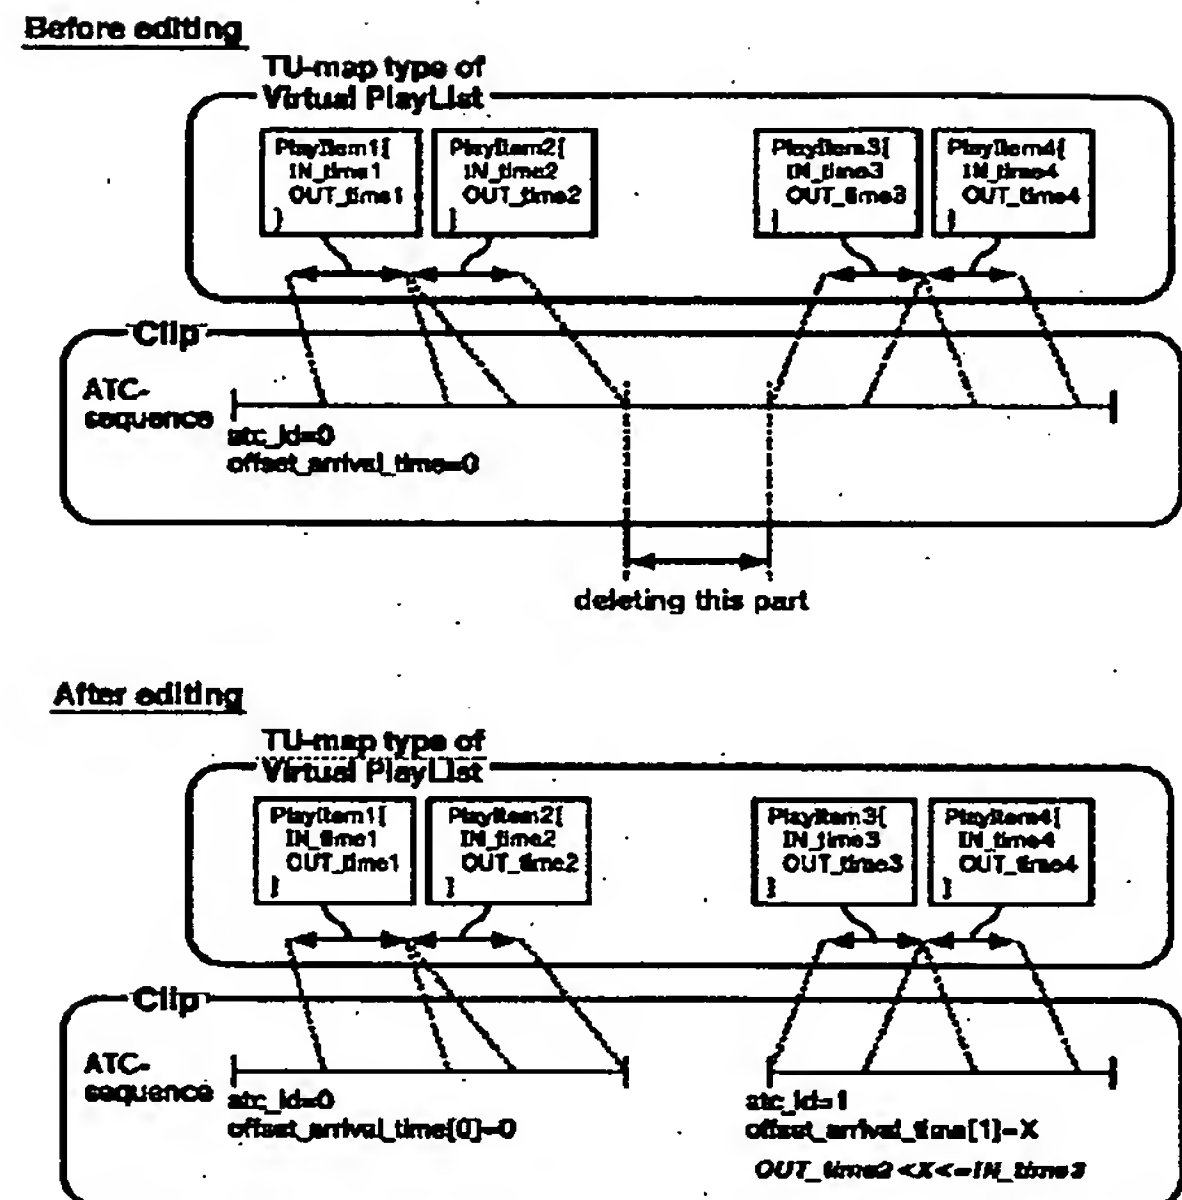 Before editing
TU-map type of
Virtual PlayList
PlayItem1{
IN_time1
OUT_time1
}
PlayItem2{
IN_time2
OUT_time2
}
PlayItem3{
IN_time3
OUT_time3
}
PlayItem4{
IN_time4
OUT_time4
}
Clip
ATC-
sequence
atc_id=0
offset_arrival_time=0
deleting this part
After editing
TU-map type of
Virtual PlayList
PlayItem1{
IN_time1
OUT_time1
}
PlayItem2{
IN_time2
OUT_time2
}
PlayItem3{
IN_time3
OUT_time3
}
PlayItem4{
IN_time4
OUT_time4
}
Clip
ATC-
sequence
atc_id=0
offset_arrival_time[0]=0
atc_id=1
offset_arrival_time[1]=X
OUT_time2<X<=IN_time3